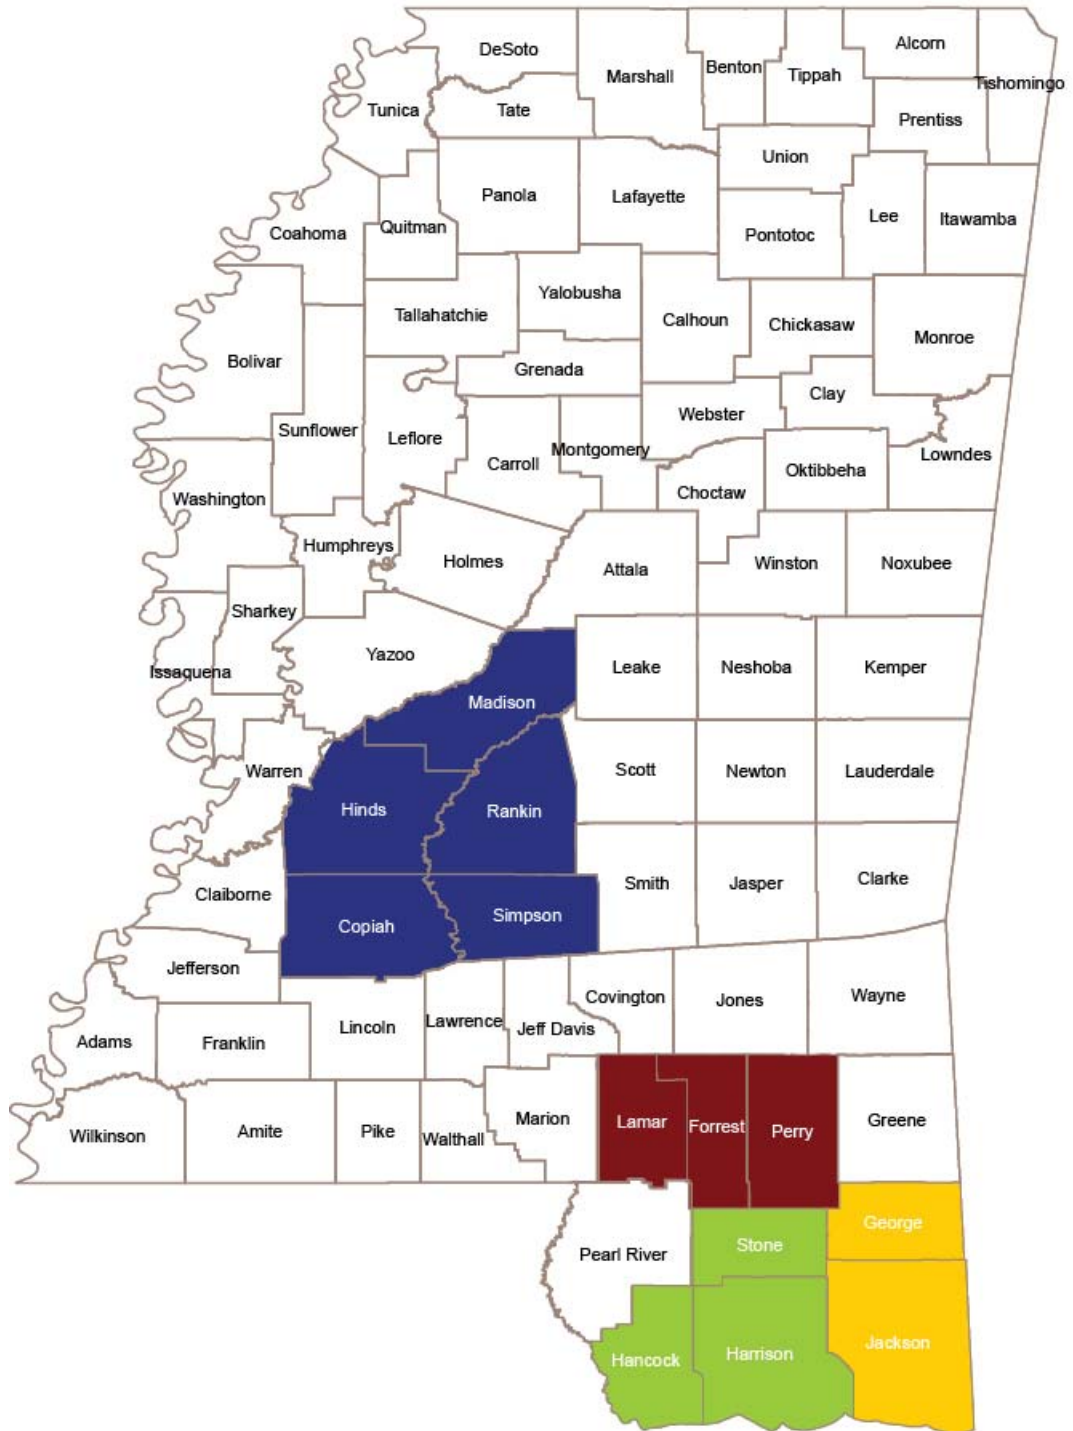 DeSoto
Marshall
Benton
Tippah
Alcorn
Tishomingo
Tunica
Tate
Prentiss
Union
Panola
Lafayette
Coahoma
Quitman
Pontotoc
Lee
Itawamba
Tallahatchie
Yalobusha
Calhoun
Chickasaw
Monroe
Bolivar
Grenada
Clay
Sunflower
Leflore
Webster
Carroll
Montgomery
Lowndes
Washington
Choctaw
Oktibbeha
Humphreys
Holmes
Attala
Winston
Noxubee
Sharkey
Issaquena
Yazoo
Leake
Neshoba
Kemper
Madison
Warren
Scott
Newton
Lauderdale
Hinds
Rankin
Claiborne
Smith
Jasper
Clarke
Copiah
Simpson
Jefferson
Covington
Jones
Wayne
Adams
Franklin
Lincoln
Lawrence
Jeff Davis
Wilkinson
Amite
Pike
Walthall
Marion
Lamar
Forrest
Perry
Greene
Pearl River
Stone
George
Hancock
Harrison
Jackson